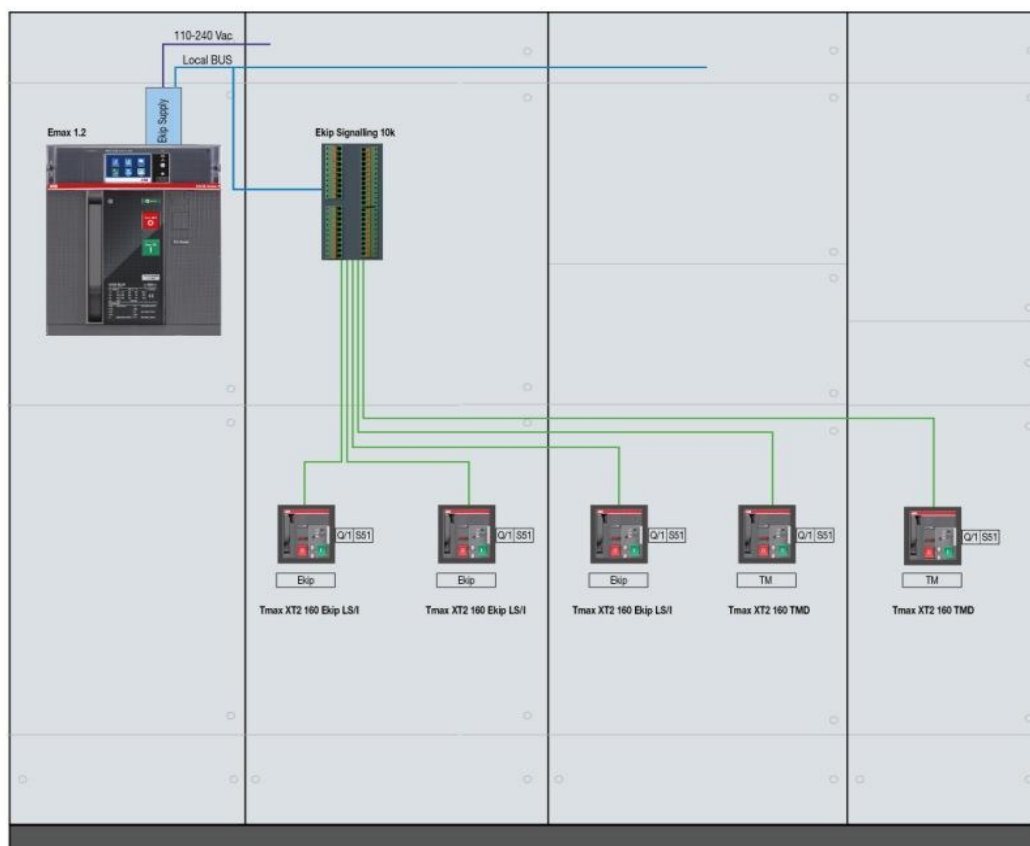 110-240 Vac
Local BUS
Ekip Supply
Emax 1.2
Ekip Signalling 10k
ABB
Q/1 S51
Q/1 S51
Q/1 S51
Q/1 S51
Q/1 S51
Ekip
Ekip
Ekip
TM
TM
Tmax XT2 160 Ekip LS/I
Tmax XT2 160 Ekip LS/I
Tmax XT2 160 Ekip LS/I
Tmax XT2 160 TMD
Tmax XT2 160 TMD